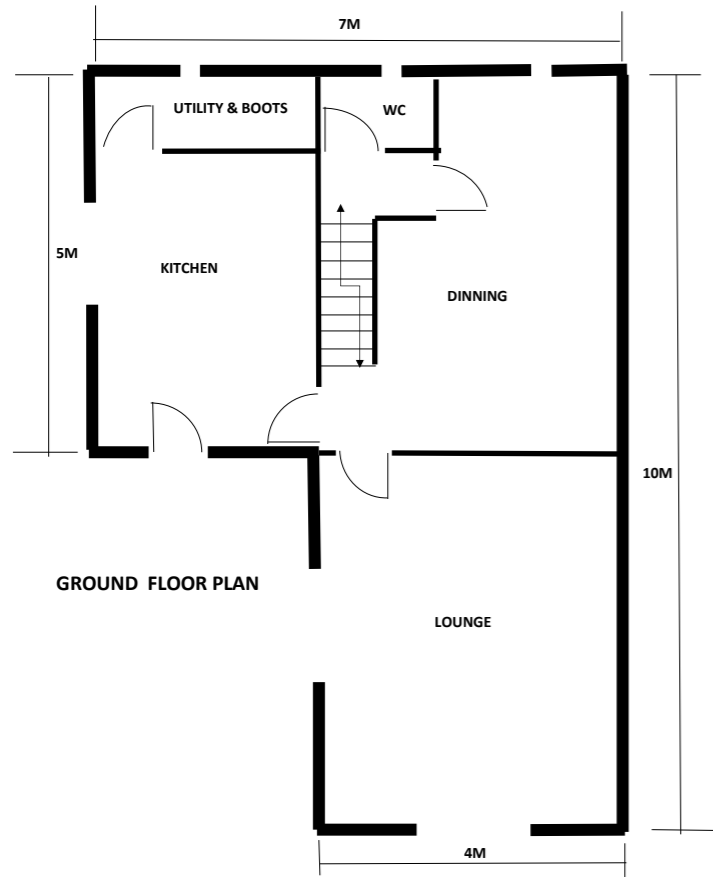 7M
UTILITY & BOOTS
WC
5M
KITCHEN
DINNING
10M
GROUND FLOOR PLAN
LOUNGE
4M